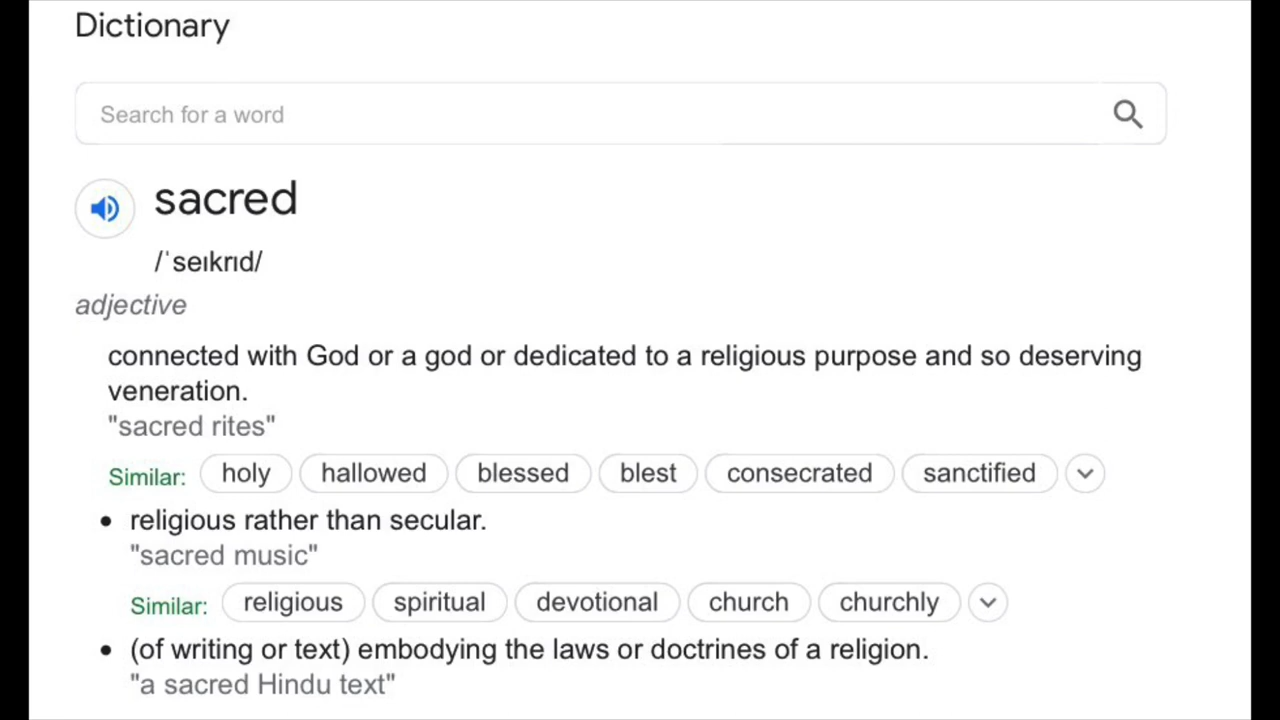 Dictionary
Search for a word
sacred
/ˈseɪkrɪd/
adjective
connected with God or a god or dedicated to a religious purpose and so deserving
veneration.
"sacred rites"
Similar: holy hallowed blessed blest consecrated sanctified
religious rather than secular.
"sacred music"
Similar: religious spiritual devotional church churchly
(of writing or text) embodying the laws or doctrines of a religion.
"a sacred Hindu text"